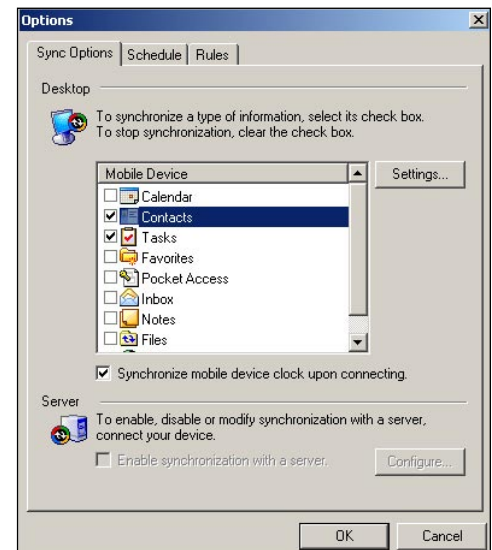 Options
Sync Options Schedule Rules
Desktop
To synchronize a type of information, select its check box.
To stop synchronization, clear the check box.
Mobile Device
Settings...
Calendar
Contacts
Tasks
Favorites
Pocket Access
Inbox
Notes
Files
Synchronize mobile device clock upon connecting.
Server
To enable, disable or modify synchronization with a server,
connect your device.
Enable synchronization with a server.
Configure...
OK Cancel